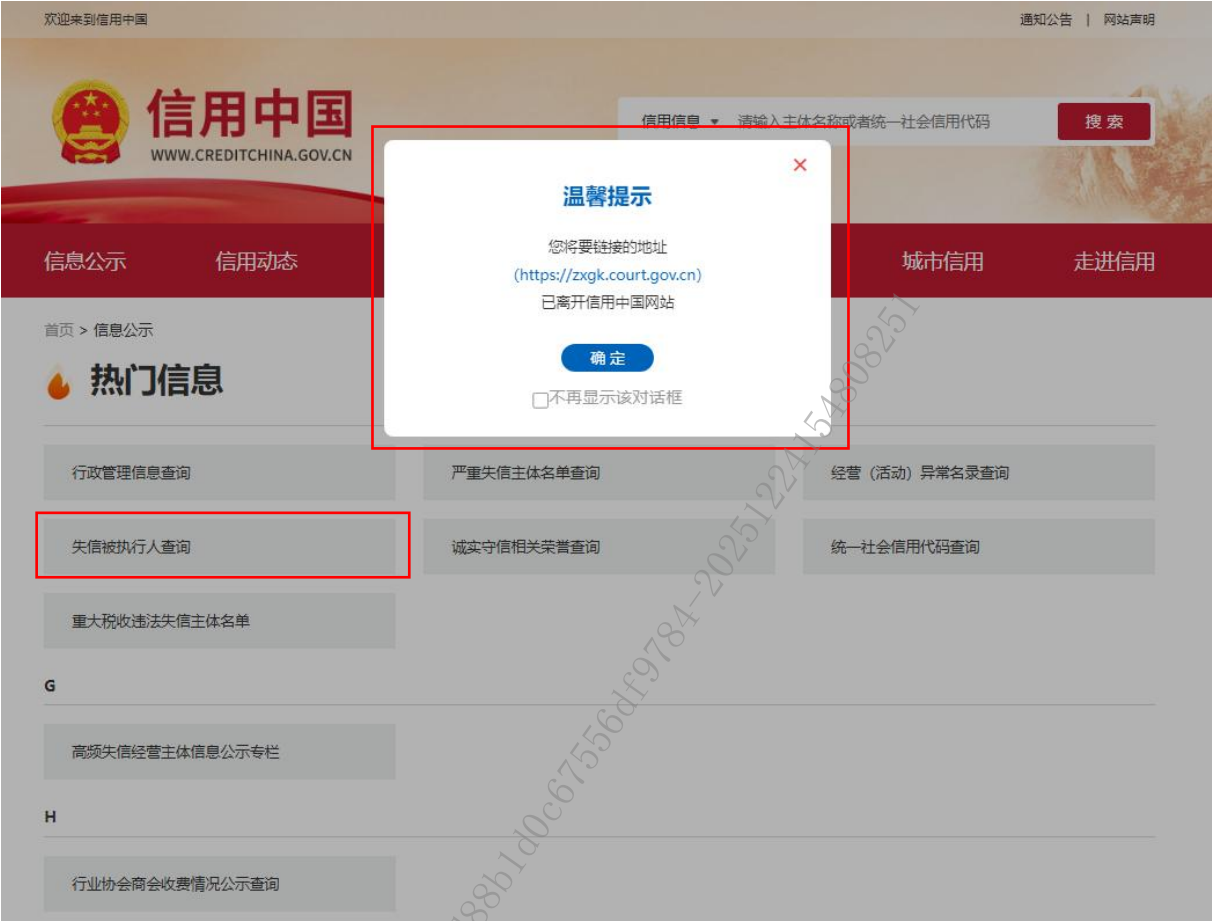 欢迎来到信用中国
通知公告 | 网站声明
信用中国
WWW.CREDITCHINA.GOV.CN
信用信息 请输入主体名称或者统一社会信用代码 搜索
温馨提示
您将要链接的地址
(https://zxgk.court.gov.cn)
已离开信用中国网站
确定
不再显示该对话框
信息公示 信用动态 城市信用 走进信用
首页 > 信息公示
热门信息
行政管理信息查询 严重失信主体名单查询 经营（活动）异常名录查询
失信被执行人查询 诚实守信相关荣誉查询 统一社会信用代码查询
重大税收违法失信主体名单
G
高频失信经营主体信息公示专栏
H
行业协会商会收费情况公示查询